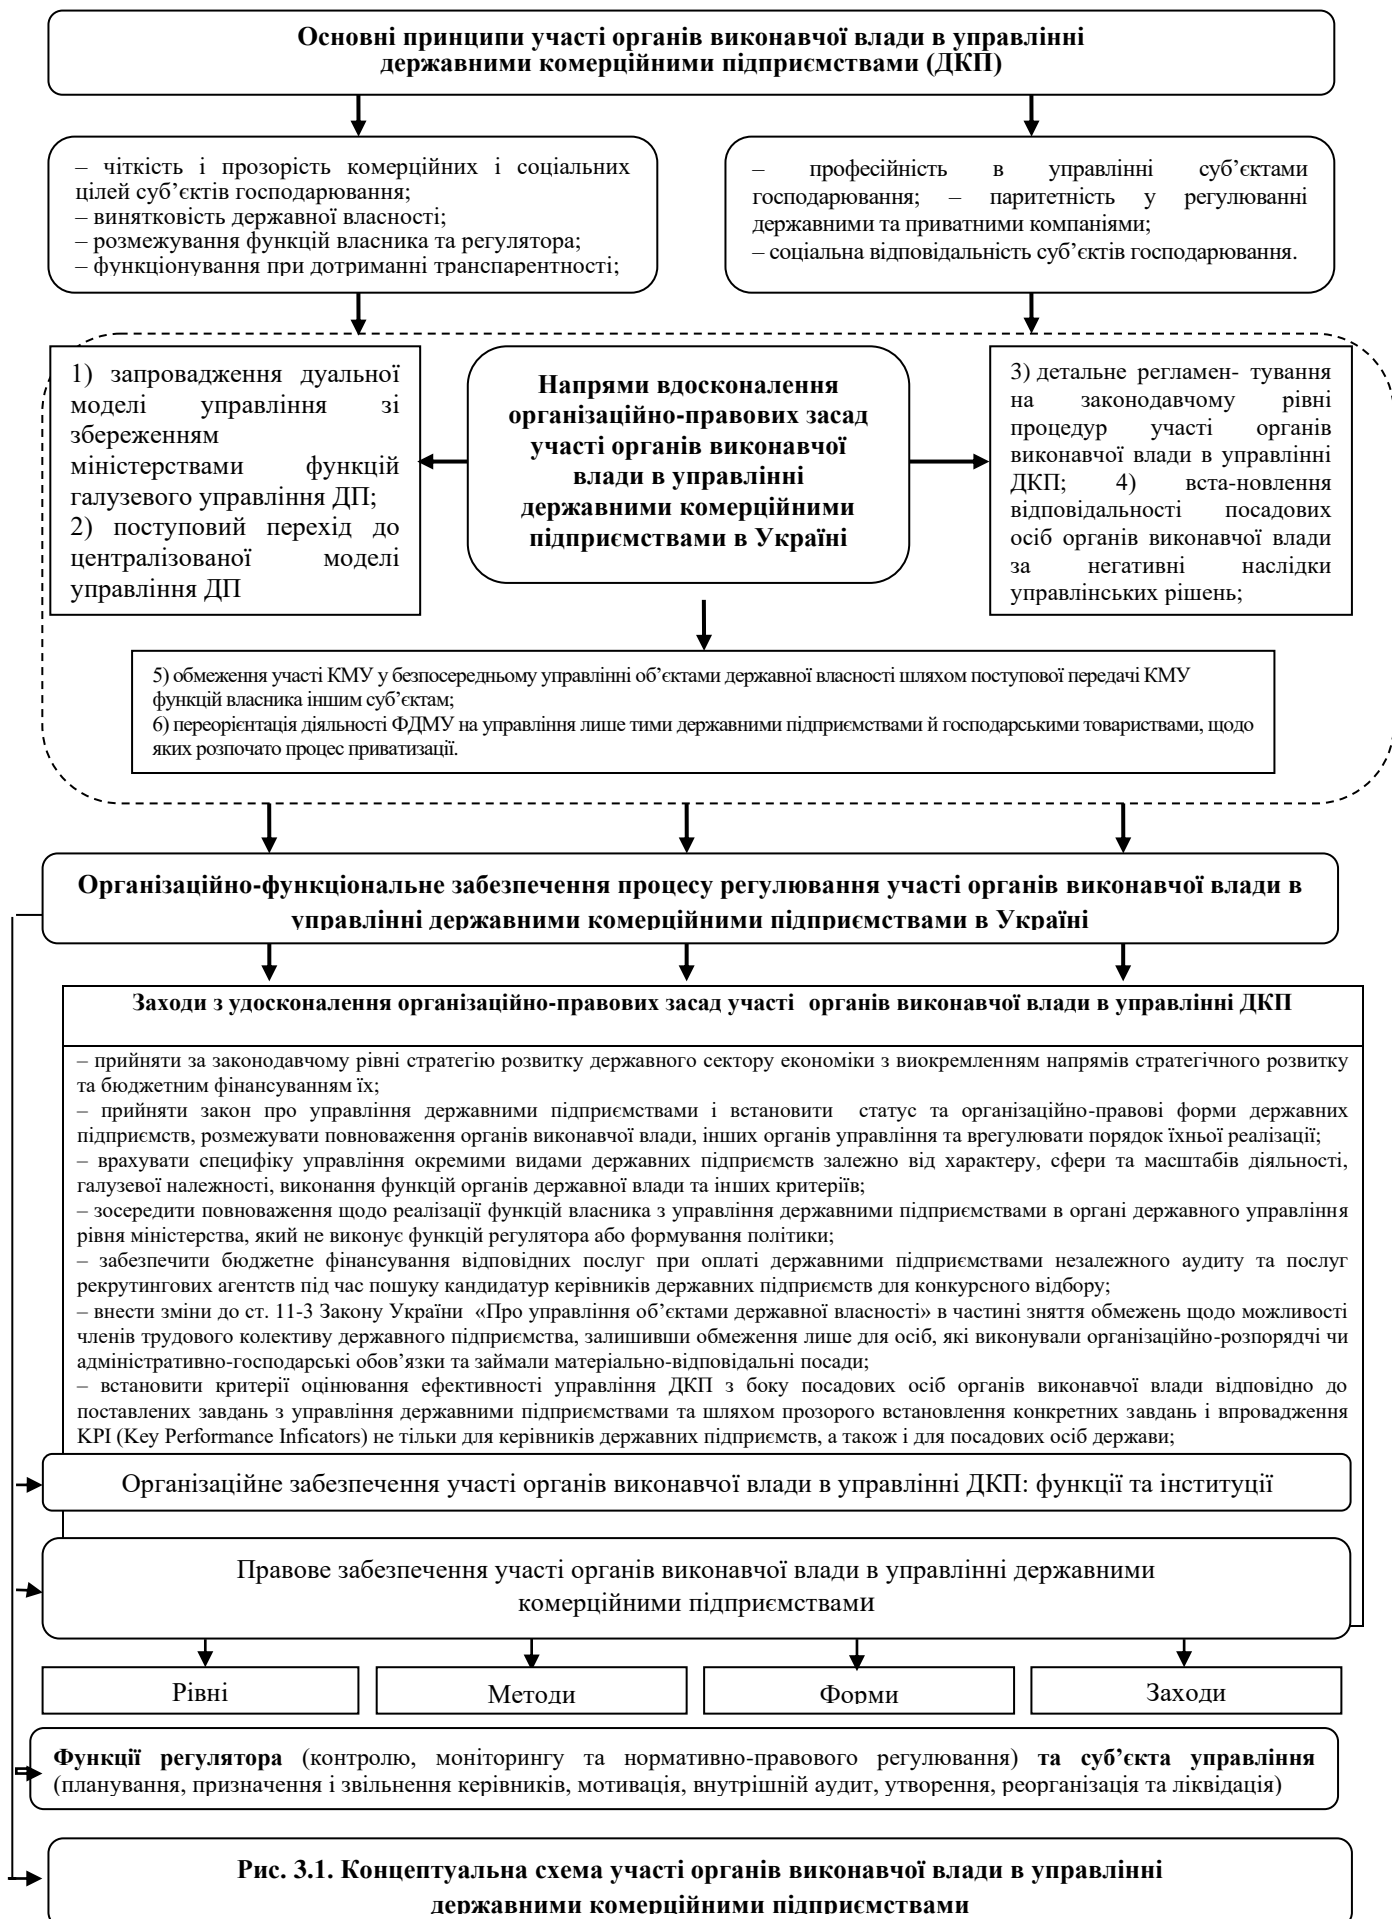 Основні принципи участі органів виконавчої влади в управлінні
державними комерційними підприємствами (ДКП)
– чіткість і прозорість комерційних і соціальних
цілей суб’єктів господарювання;
– винятковість державної власності;
– розмежування функцій власника та регулятора;
– функціонування при дотриманні транспарентності;
– професійність в управлінні суб’єктами
господарювання; – паритетність у регулюванні
державними та приватними компаніями;
– соціальна відповідальність суб’єктів господарювання.
1) запровадження дуальної
моделі управління зі
збереженням
міністерствами функцій
галузевого управління ДП;
2) поступовий перехід до
централізованої моделі
управління ДП
Напрями вдосконалення
організаційно-правових засад
участі органів виконавчої
влади в управлінні
державними комерційними
підприємствами в Україні
3) детальне регламен- тування
на законодавчому рівні
процедур участі органів
виконавчої влади в управлінні
ДКП; 4) вста-новлення
відповідальності посадових
осіб органів виконавчої влади
за негативні наслідки
управлінських рішень;
5) обмеження участі КМУ у безпосередньому управлінні об’єктами державної власності шляхом поступової передачі КМУ
функцій власника іншим суб’єктам;
6) переорієнтація діяльності ФДМУ на управління лише тими державними підприємствами й господарськими товариствами, щодо
яких розпочато процес приватизації.
Організаційно-функціональне забезпечення процесу регулювання участі органів виконавчої влади в
управлінні державними комерційними підприємствами в Україні
Заходи з удосконалення організаційно-правових засад участі органів виконавчої влади в управлінні ДКП
– прийняти за законодавчому рівні стратегію розвитку державного сектору економіки з виокремленням напрямів стратегічного розвитку
та бюджетним фінансуванням їх;
– прийняти закон про управління державними підприємствами і встановити статус та організаційно-правові форми державних
підприємств, розмежувати повноваження органів виконавчої влади, інших органів управління та врегулювати порядок їхньої реалізації;
– врахувати специфіку управління окремими видами державних підприємств залежно від характеру, сфери та масштабів діяльності,
галузевої належності, виконання функцій органів державної влади та інших критеріїв;
– зосередити повноваження щодо реалізації функцій власника з управління державними підприємствами в органі державного управління
рівня міністерства, який не виконує функцій регулятора або формування політики;
– забезпечити бюджетне фінансування відповідних послуг при оплаті державними підприємствами незалежного аудиту та послуг
рекрутингових агентств під час пошуку кандидатур керівників державних підприємств для конкурсного відбору;
– внести зміни до ст. 11-3 Закону України «Про управління об’єктами державної власності» в частині зняття обмежень щодо можливості
членів трудового колективу державного підприємства, залишивши обмеження лише для осіб, які виконували організаційно-розпорядчі чи
адміністративно-господарські обов’язки та займали матеріально-відповідальні посади;
– встановити критерії оцінювання ефективності управління ДКП з боку посадових осіб органів виконавчої влади відповідно до
поставлених завдань з управління державними підприємствами та шляхом прозорого встановлення конкретних завдань і впровадження
KPI (Key Performance Inficators) не тільки для керівників державних підприємств, а також і для посадових осіб держави;
Організаційне забезпечення участі органів виконавчої влади в управлінні ДКП: функції та інституції
Правове забезпечення участі органів виконавчої влади в управлінні державними
комерційними підприємствами
Рівні
Методи
Форми
Заходи
Функції регулятора (контролю, моніторингу та нормативно-правового регулювання) та суб’єкта управління
(планування, призначення і звільнення керівників, мотивація, внутрішній аудит, утворення, реорганізація та ліквідація)
Рис. 3.1. Концептуальна схема участі органів виконавчої влади в управлінні
державними комерційними підприємствами